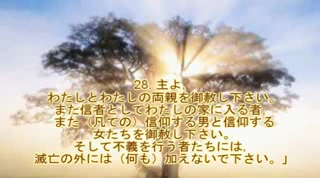 28. 主よ,
わたしとわたしの両親を御赦し下さい。
また信者としてわたしの家に入る者,
また（凡ての）信仰する男と信仰する
女たちを御赦し下さい。
そして不義を行う者たちには,
滅亡の外には（何も）加えないで下さい。」